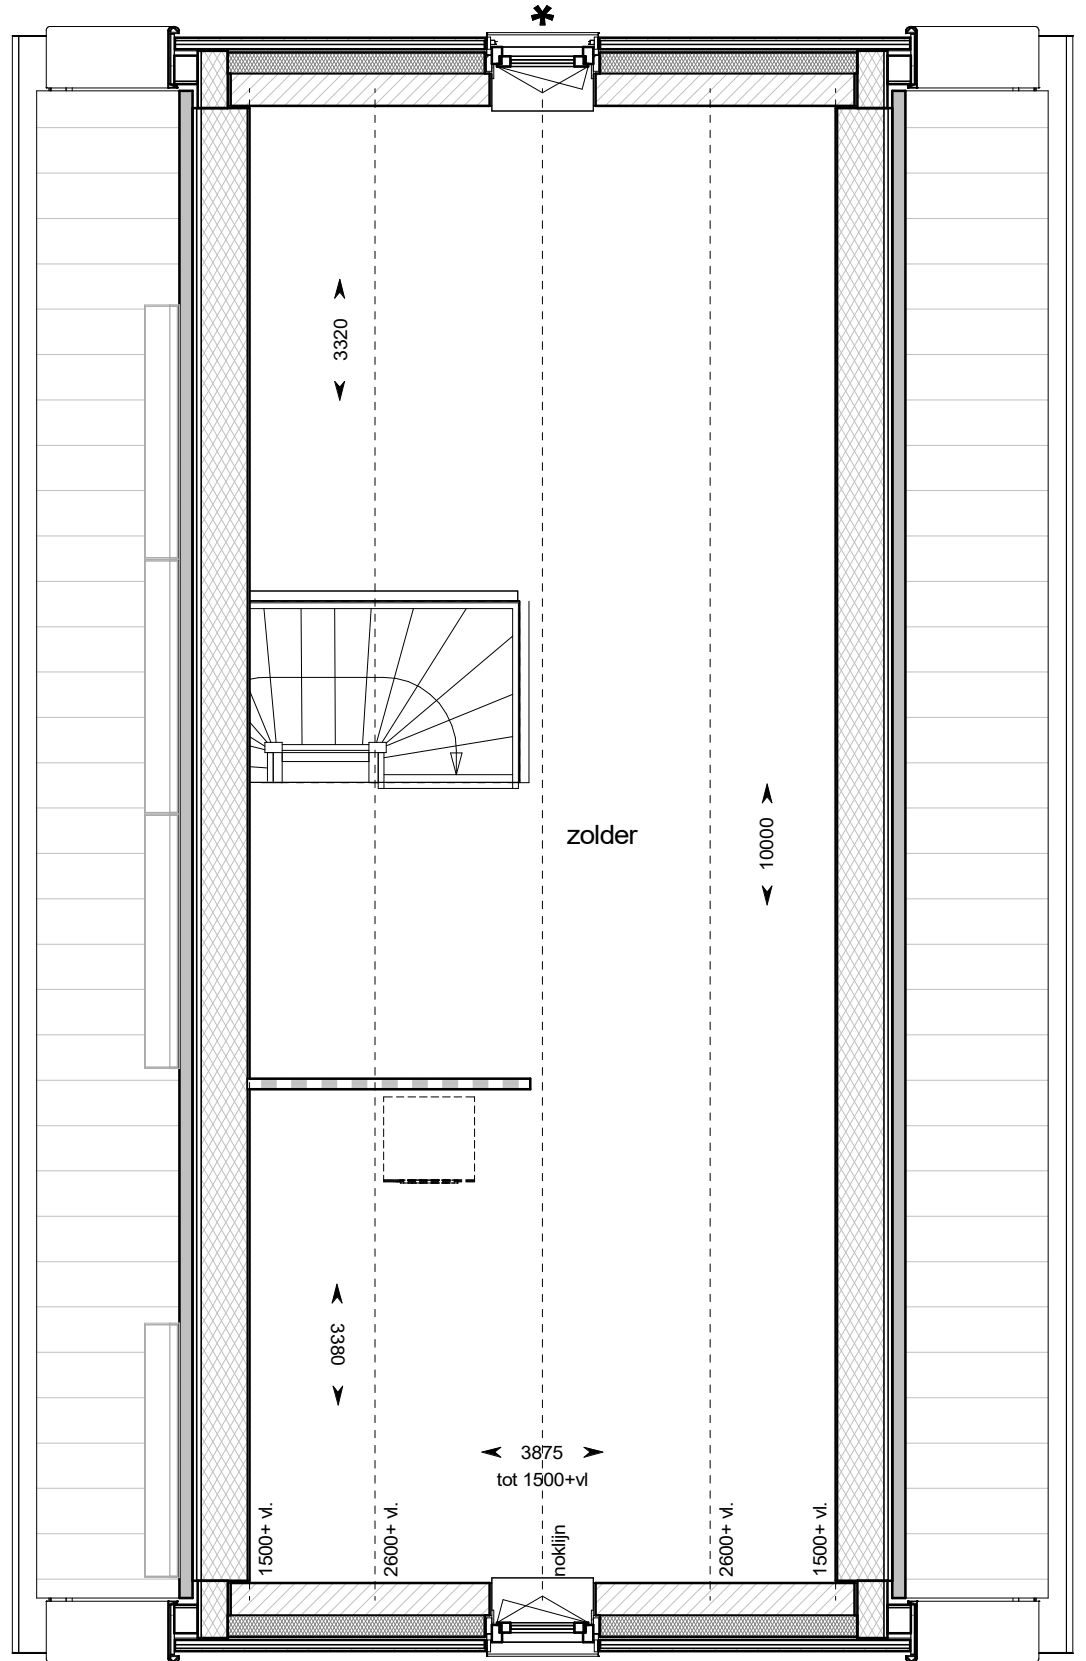 *
3320
zolder
10000
3380
3875
tot 1500+vl
1500+ vl.
2600+ vl.
noklijn
2600+ vl.
1500+ vl.